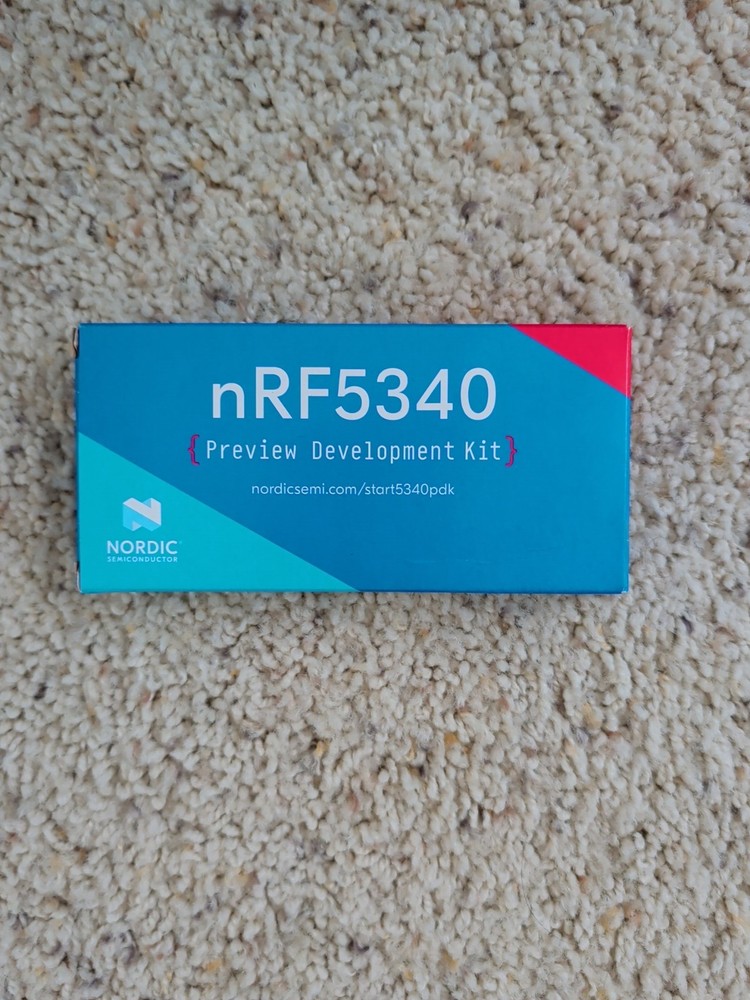 nRF5340
{Preview Development Kit}
nordicsemi.com/start5340pdk
NORDIC
SEMICONDUCTOR